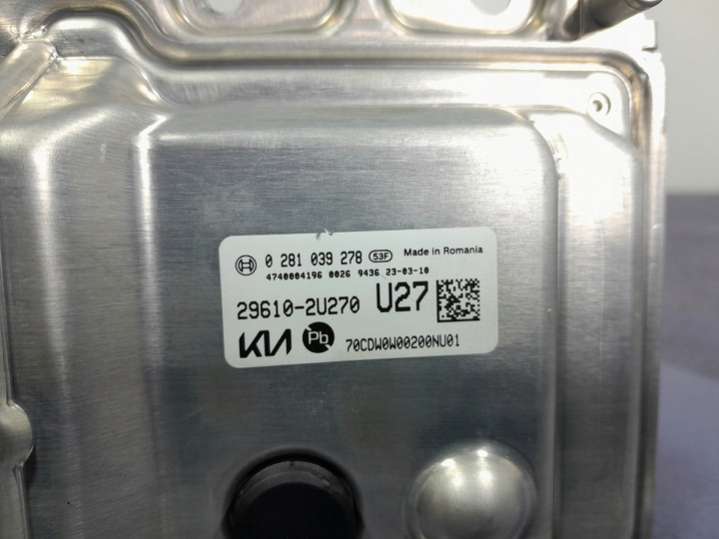 0 281 039 278 53F Made in Romania
4740004196 0026 9436 23-03-10
29610-2U270 U27
KIA Pb 70CDW0W00200NU01